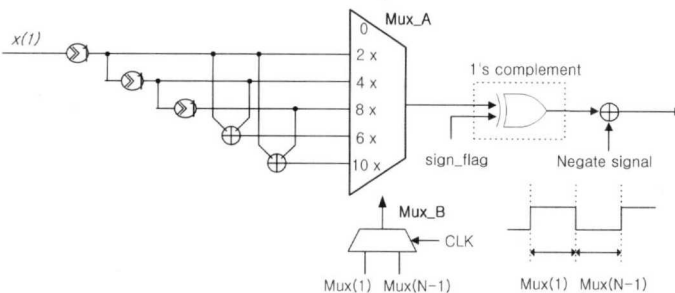 Mux_A
0
x(1)
2 x
4 x
8 x
6 x
10 x
1's complement
sign_flag
Negate signal
Mux_B
CLK
Mux(1) Mux(N-1)
Mux(1) Mux(N-1)